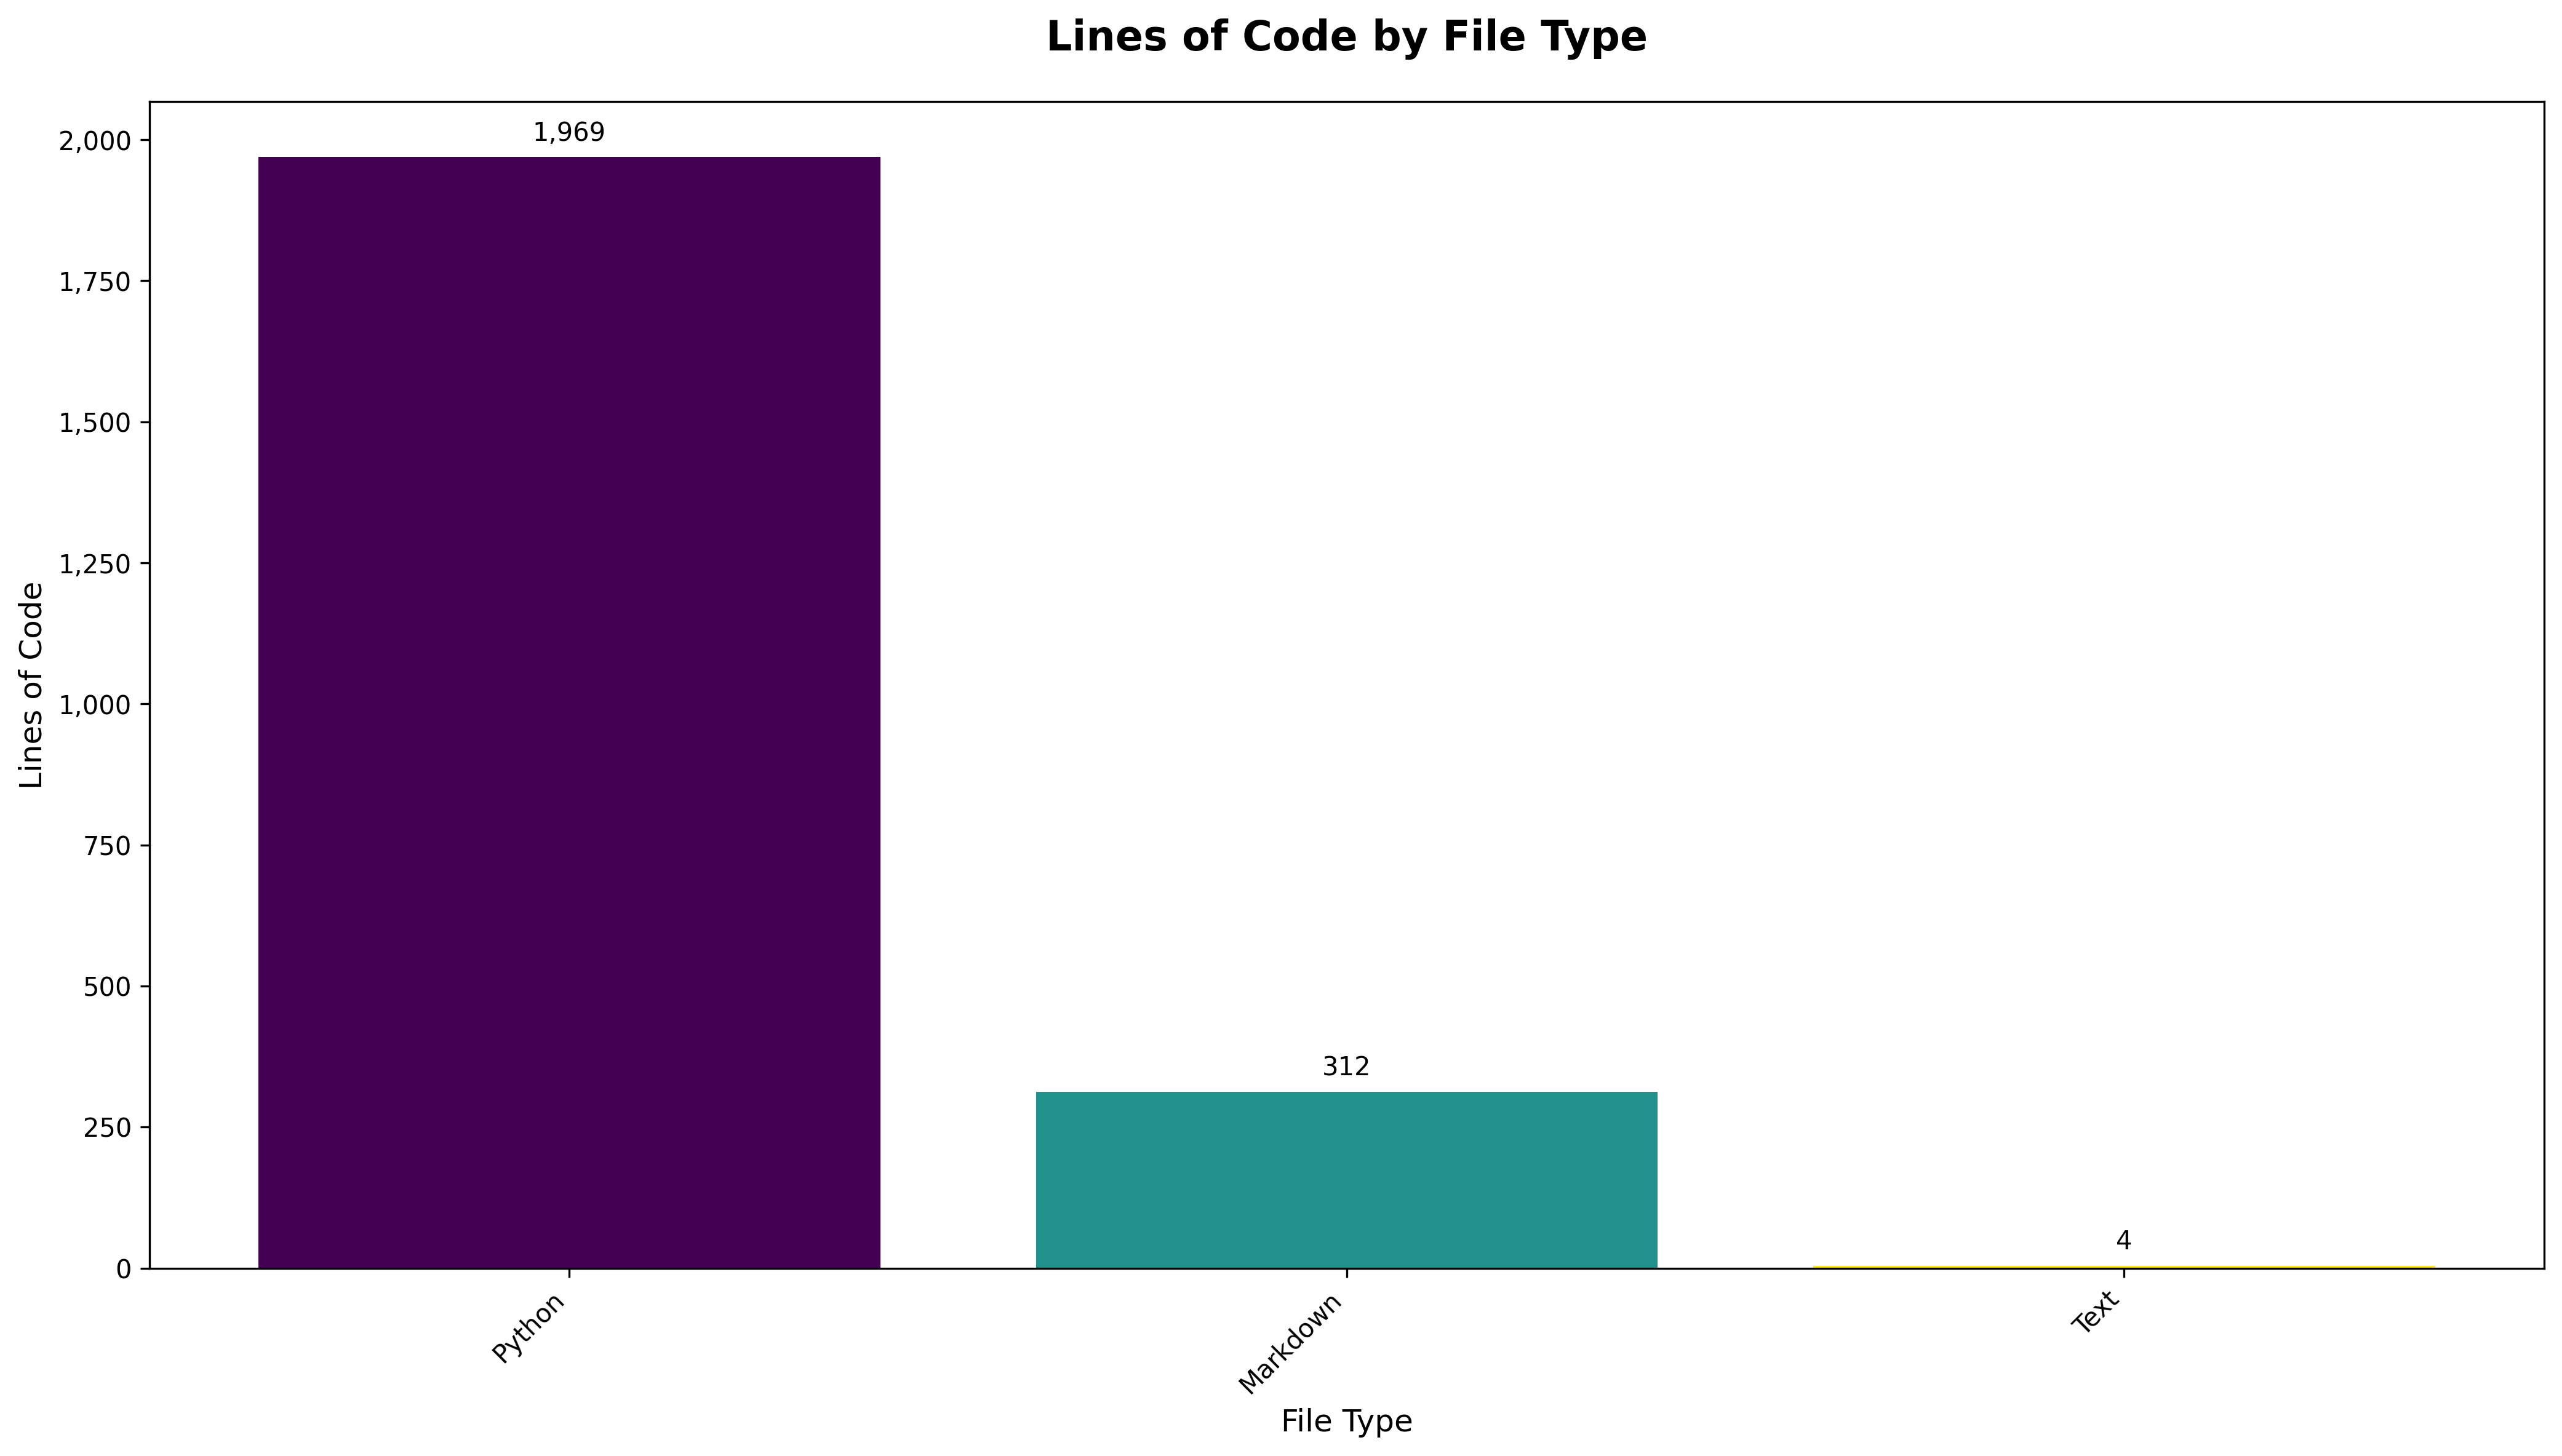 Lines of Code by File Type
2,000
1,750
1,500
1,250
1,000
750
500
250
0
Lines of Code
1,969
312
4
Python
Markdown
Text
File Type